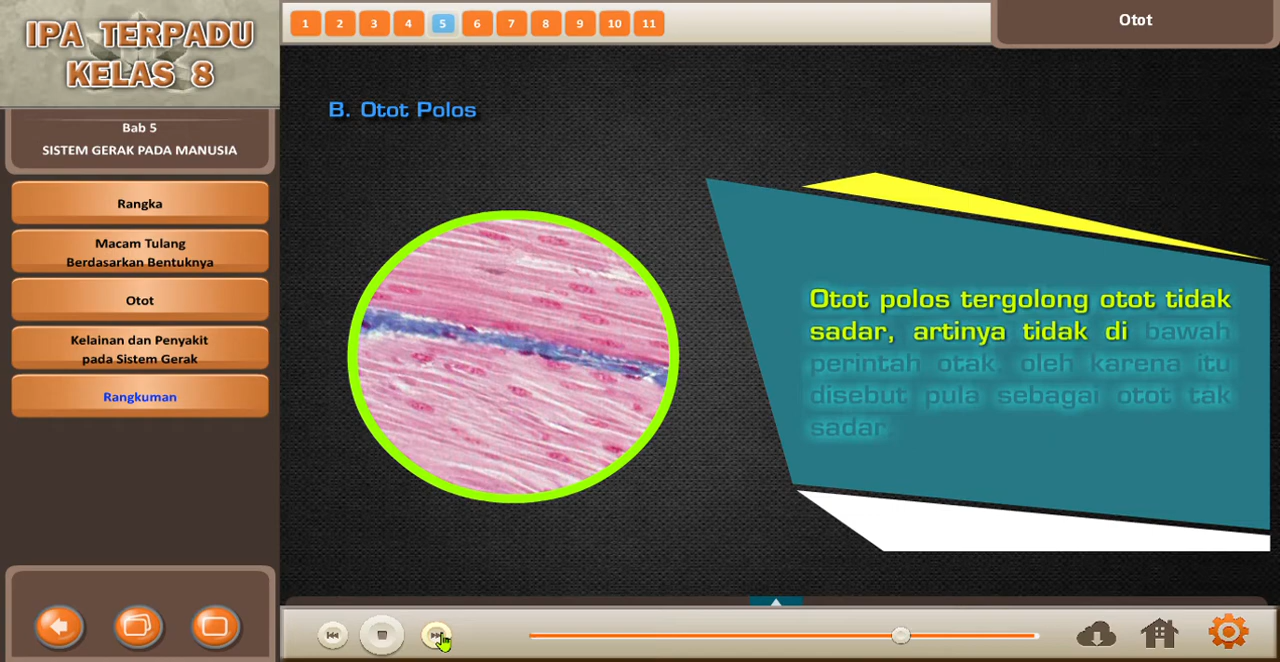 IPA TERPADU
KELAS 8
1 2 3 4 5 6 7 8 9 10 11
Otot
Bab 5
SISTEM GERAK PADA MANUSIA
Rangka
Macam Tulang
Berdasarkan Bentuknya
Otot
Kelainan dan Penyakit
pada Sistem Gerak
Rangkuman
B. Otot Polos
Otot polos tergolong otot tidak
sadar, artinya tidak di bawah
perintah otak. oleh karena itu
disebut pula sebagai otot tak
sadar.